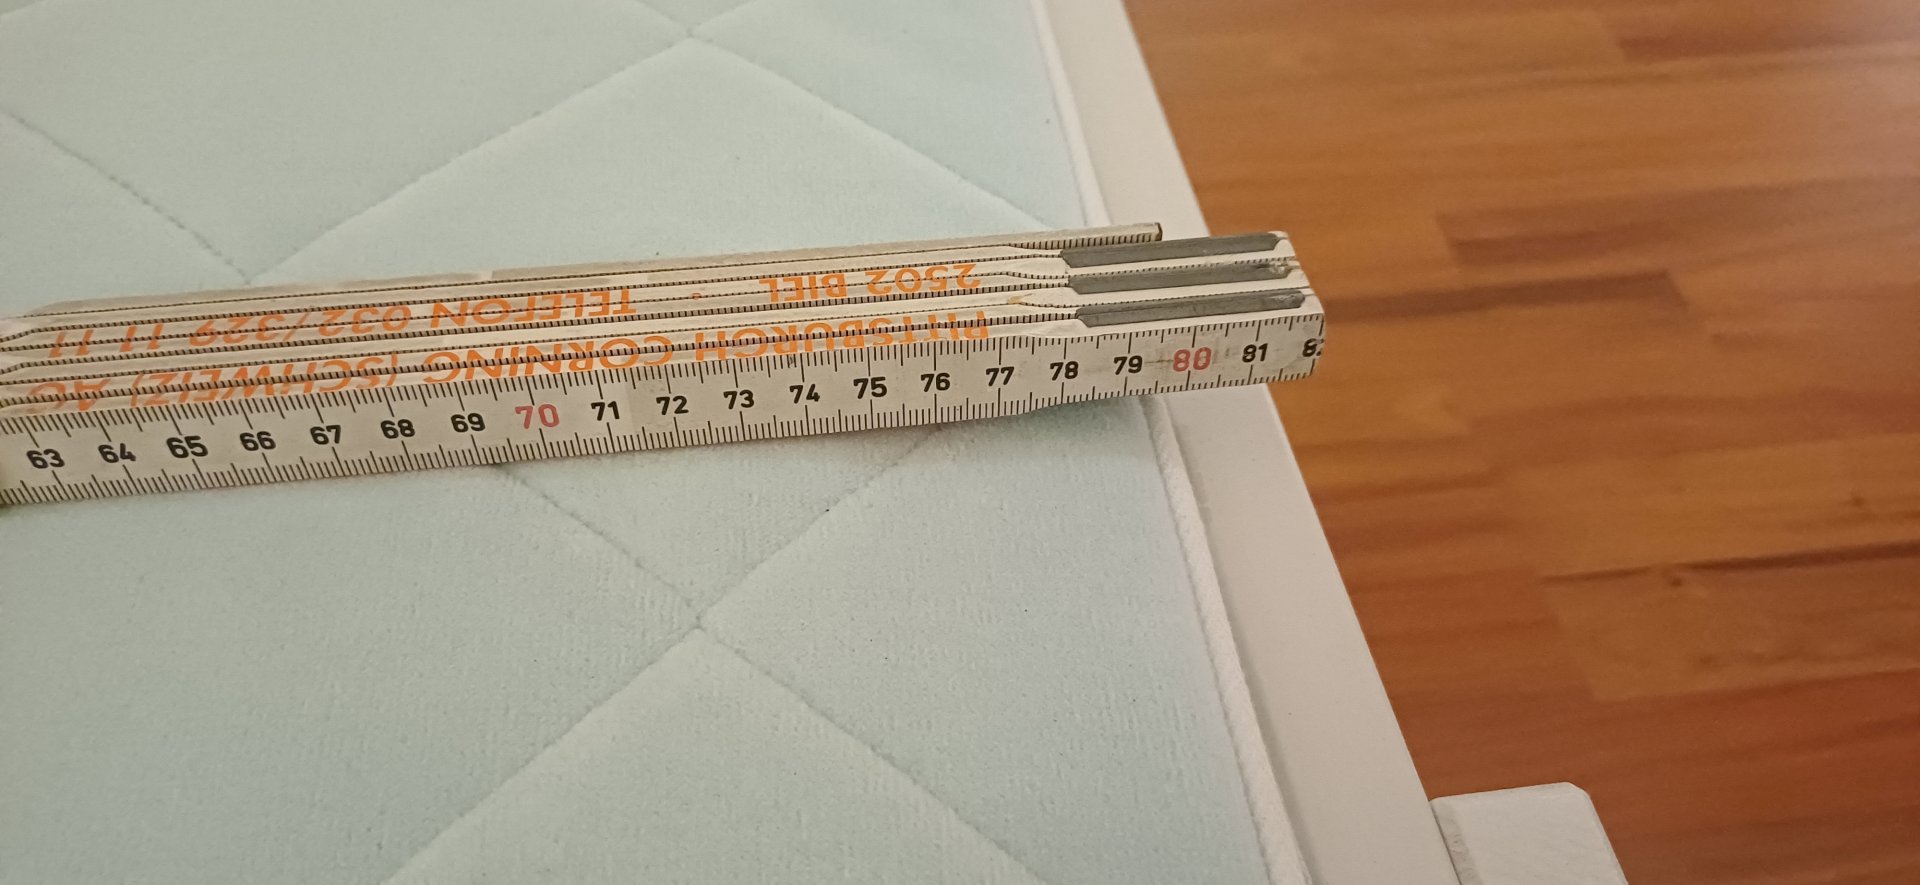 2502 BIEL
TELEFON 032/329 11 11
PITTSBURGH CORNING (SCHWEIZ) AG
63 64 65 66 67 68 69 70 71 72 73 74 75 76 77 78 79 80 81